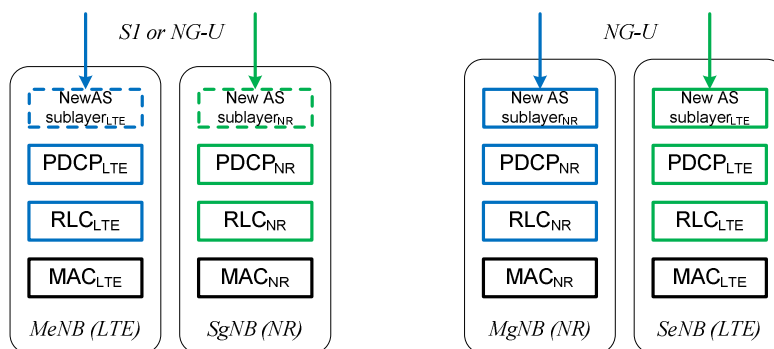 S1 or NG-U
NewAS
sublayerLTE
PDCPLTE
RLCLTE
MACLTE
MeNB (LTE)
New AS
sublayerNR
PDCPNR
RLCNR
MACNR
SgNB (NR)
NG-U
New AS
sublayerNR
PDCPNR
RLCNR
MACNR
MgNB (NR)
New AS
sublayerLTE
PDCPLTE
RLCLTE
MACLTE
SeNB (LTE)